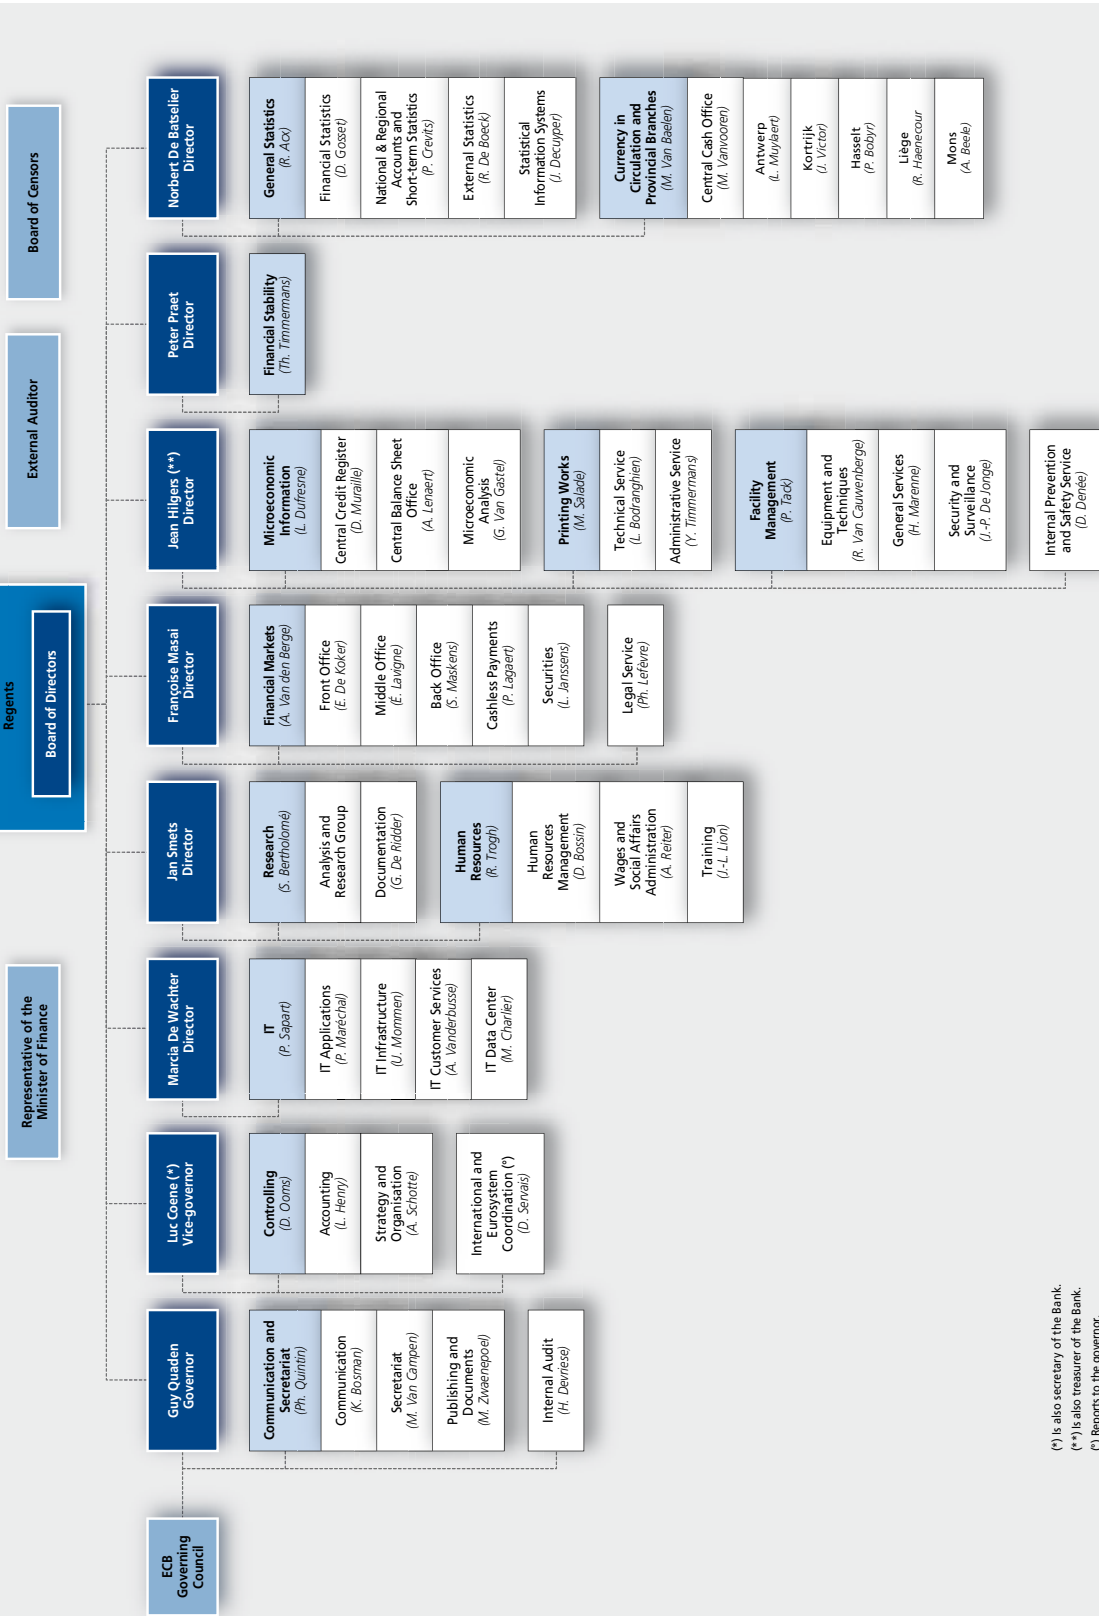 Regents
Board of Directors
Representative of the
Minister of Finance
External Auditor
Board of Censors
ECB
Governing
Council
Guy Quaden
Governor
Communication and
Secretariat
(Ph. Quintin)
Communication
(K. Bosman)
Secretariat
(M. Van Campen)
Publishing and
Documents
(M. Zwaenepoel)
Internal Audit
(H. Devriese)
Luc Coene (*)
Vice-governor
Controlling
(D. Ooms)
Accounting
(L. Henry)
Strategy and
Organisation
(A. Schotte)
International and
Eurosystem
Coordination (°)
(D. Servais)
Marcia De Wachter
Director
IT
(P. Sapart)
IT Applications
(P. Maréchal)
IT Infrastructure
(U. Mommen)
IT Customer Services
(A. Vanderbusse)
IT Data Center
(M. Charlier)
Jan Smets
Director
Research
(S. Bertholomé)
Analysis and
Research Group
Documentation
(G. De Ridder)
Human
Resources
(R. Trogh)
Human
Resources
Management
(D. Bossin)
Wages and
Social Affairs
Administration
(A. Reiter)
Training
(J.-L. Lion)
Françoise Masai
Director
Financial Markets
(A. Van den Berge)
Front Office
(E. De Koker)
Middle Office
(É. Lavigne)
Back Office
(S. Maskens)
Cashless Payments
(P. Lagaert)
Securities
(L. Janssens)
Legal Service
(Ph. Lefèvre)
Jean Hilgers (**)
Director
Microeconomic
Information
(L. Dufresne)
Central Credit Register
(D. Muraille)
Central Balance Sheet
Office
(A. Lenaert)
Microeconomic
Analysis
(G. Van Gastel)
Printing Works
(M. Salade)
Technical Service
(L. Bodranghien)
Administrative Service
(Y. Timmermans)
Facility
Management
(P. Tack)
Equipment and
Techniques
(R. Van Cauwenberge)
General Services
(H. Marenne)
Security and
Surveillance
(J.-P. De Jonge)
Internal Prevention
and Safety Service
(D. Denée)
Peter Praet
Director
Financial Stability
(Th. Timmermans)
Norbert De Batselier
Director
General Statistics
(R. Acx)
Financial Statistics
(D. Gosset)
National & Regional
Accounts and
Short-term Statistics
(P. Crevits)
External Statistics
(R. De Boeck)
Statistical
Information Systems
(J. Decuyper)
Currency in
Circulation and
Provincial Branches
(M. Van Baelen)
Central Cash Office
(M. Vanvooren)
Antwerp
(L. Muylaert)
Kortrijk
(J. Victor)
Hasselt
(P. Bobyr)
Liège
(R. Haenecour
Mons
(A. Beele)
(*) Is also secretary of the Bank.
(**) Is also treasurer of the Bank.
(°) Reports to the governor.